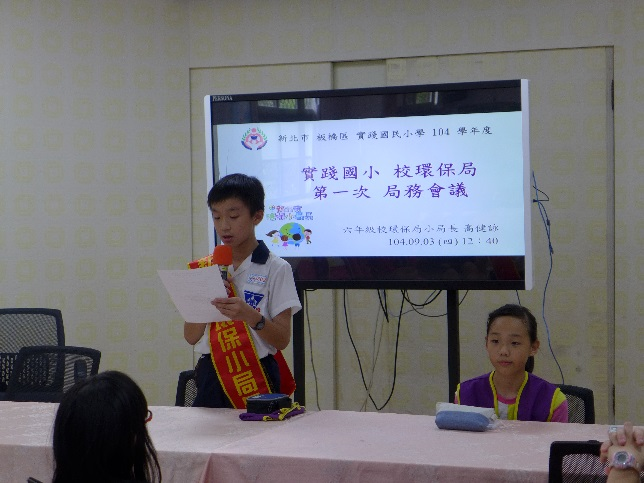 PERSONA
新北市 板橋區 實踐國民小學 104 學年度
實踐國小 校環保局
第一次 局務會議
六年級校環保局小局長 高健詠
104.09.03 (四) 12:40
保小局